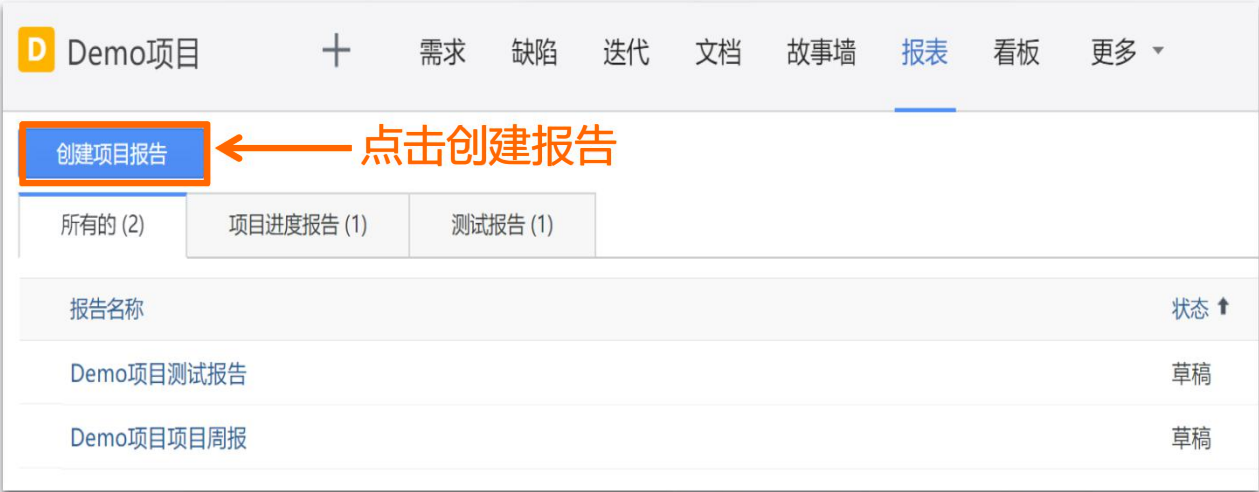 D Demo项目 + 需求 缺陷 迭代 文档 故事墙 报表 看板 更多
创建项目报告 点击创建报告
所有的 (2) 项目进度报告 (1) 测试报告 (1)
报告名称 状态
Demo项目测试报告 草稿
Demo项目项目周报 草稿